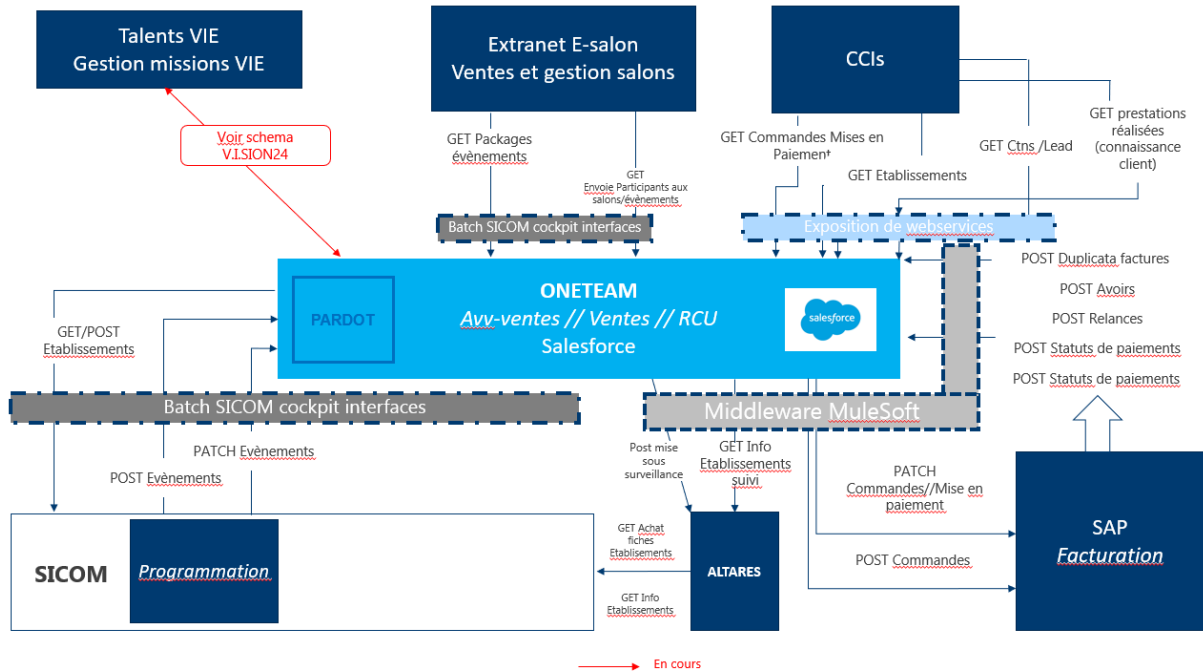 Talents VIE
Gestion missions VIE
Extranet E-salon
Ventes et gestion salons
CCIs
Voir schema
V.I.SION24
GET Packages
évènements
GET
Envoie Participants aux
salons/évènements
GET Commandes Mises en
Paiement
GET Etablissements
GET Ctns /Lead
GET prestations
réalisées
(connaissance
client)
Batch SICOM cockpit interfaces
Exposition de webservices
PARDOT
ONETEAM
Avv-ventes // Ventes // RCU
Salesforce
salesforce
POST Duplicata factures
POST Avoirs
POST Relances
POST Statuts de paiements
POST Statuts de paiements
GET/POST
Etablissements
Batch SICOM cockpit interfaces
Middleware MuleSoft
PATCH Evènements
POST Evènements
Post mise
sous
surveillance
GET Info
Etablissements
suivi
PATCH
Commandes//Mise en
paiement
POST Commandes
SICOM
Programmation
GET Achat
fiches
Etablisements
GET Info
Etablissements
ALTARES
SAP
Facturation
En cours